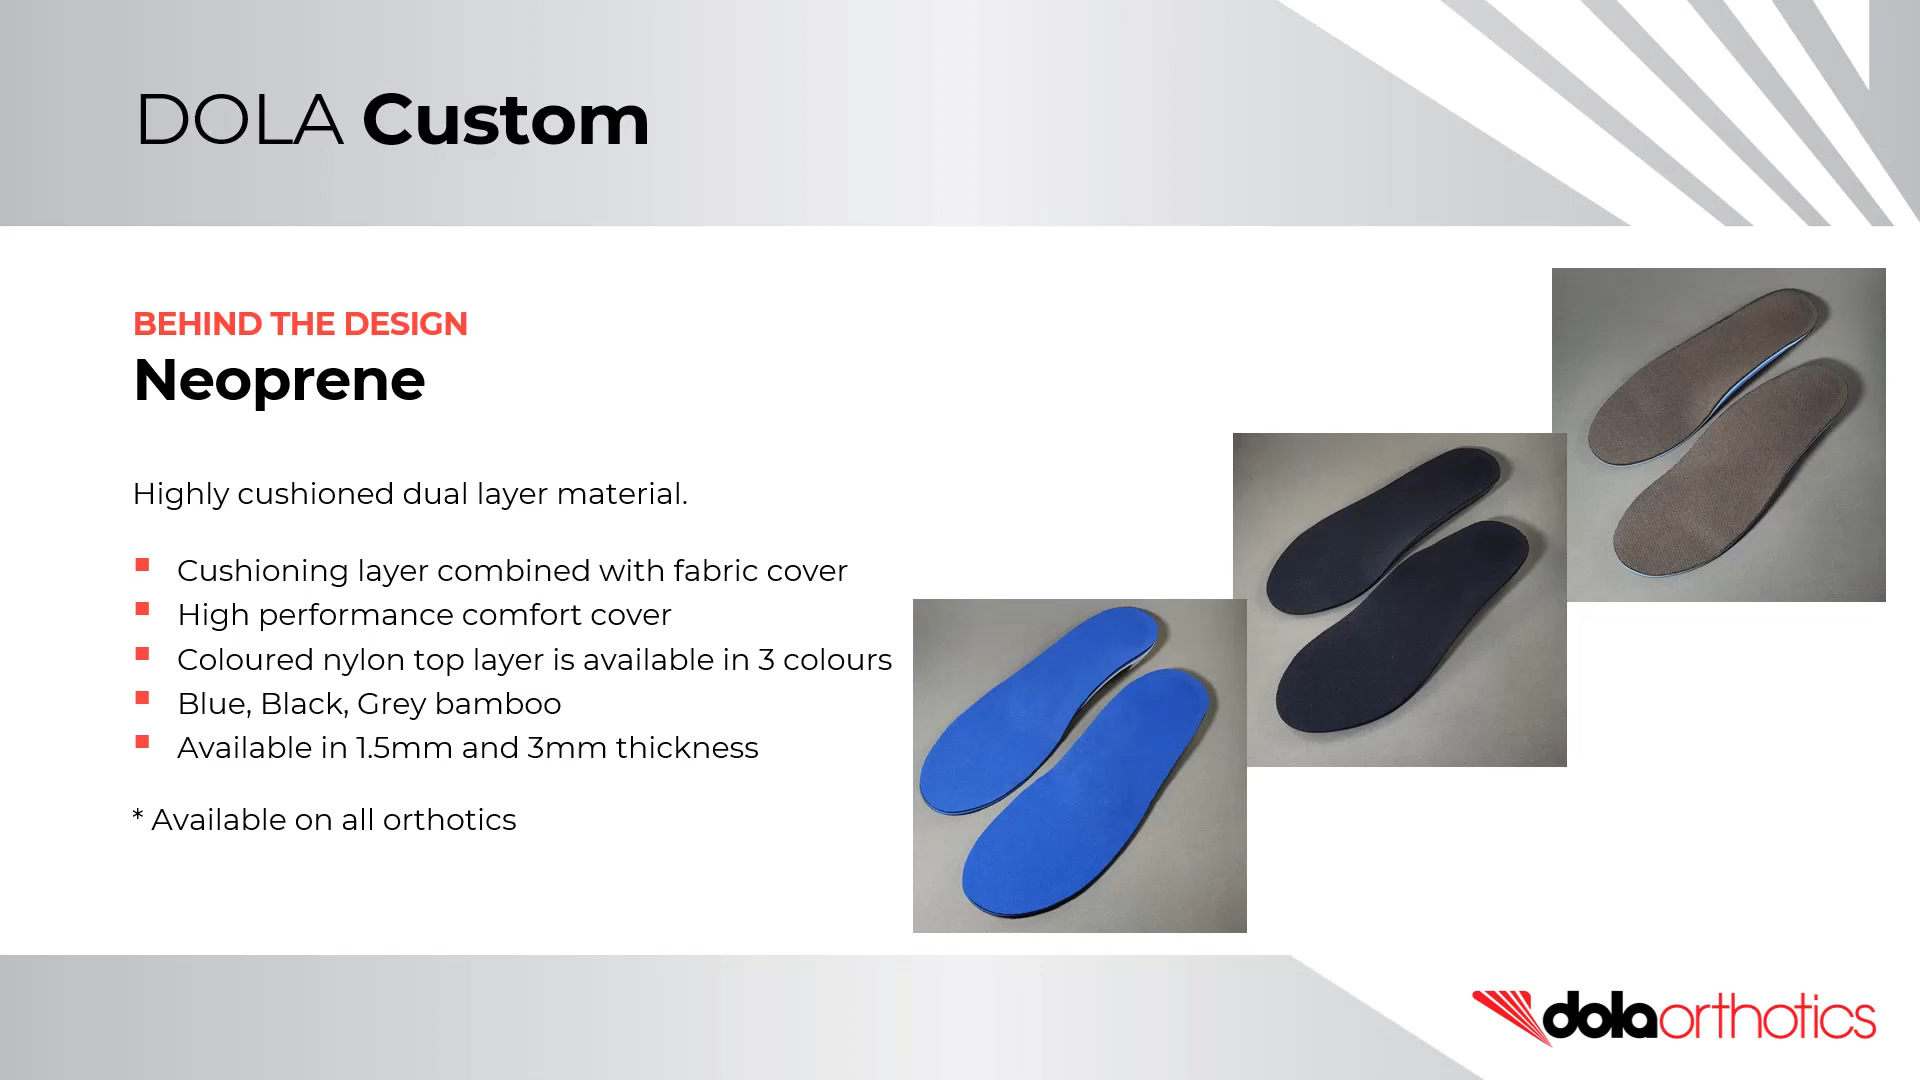 DOLA Custom
BEHIND THE DESIGN
Neoprene
Highly cushioned dual layer material.
Cushioning layer combined with fabric cover
High performance comfort cover
Coloured nylon top layer is available in 3 colours
Blue, Black, Grey bamboo
Available in 1.5mm and 3mm thickness
* Available on all orthotics
dolaorthotics